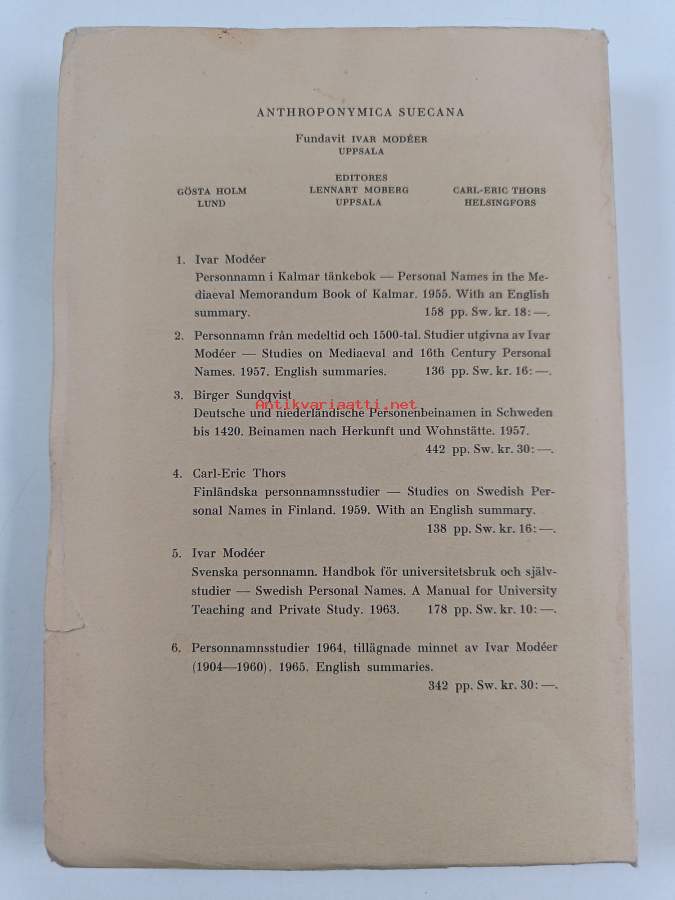 ANTHROPONYMICA SUECANA
Fundavit IVAR MODÉER
UPPSALA
EDITORES
GÖSTA HOLM LENNART MOBERG CARL-ERIC THORS
LUND UPPSALA HELSINGFORS
1. Ivar Modéer
Personnamn i Kalmar tänkebok — Personal Names in the Me-
diaeval Memorandum Book of Kalmar. 1955. With an English
summary. 158 pp. Sw. kr. 18: —.
2. Personnamn från medeltid och 1500-tal. Studier utgivna av Ivar
Modéer — Studies on Mediaeval and 16th Century Personal
Names. 1957. English summaries. 136 pp. Sw. kr. 16: —.
3. Birger Sundqvist
Antikvariaatti.net
Deutsche und niederländische Personenbeinamen in Schweden
bis 1420. Beinamen nach Herkunft und Wohnstätte. 1957.
442 pp. Sw. kr. 30: —.
4. Carl-Eric Thors
Finländska personnamnsstudier — Studies on Swedish Per-
sonal Names in Finland. 1959. With an English summary.
138 pp. Sw. kr. 16: —.
5. Ivar Modéer
Svenska personnamn. Handbok för universitetsbruk och själv-
studier — Swedish Personal Names. A Manual for University
Teaching and Private Study. 1963. 178 pp. Sw. kr. 10: —.
6. Personnamnsstudier 1964, tillägnade minnet av Ivar Modéer
(1904—1960). 1965. English summaries.
342 pp. Sw. kr. 30: —.